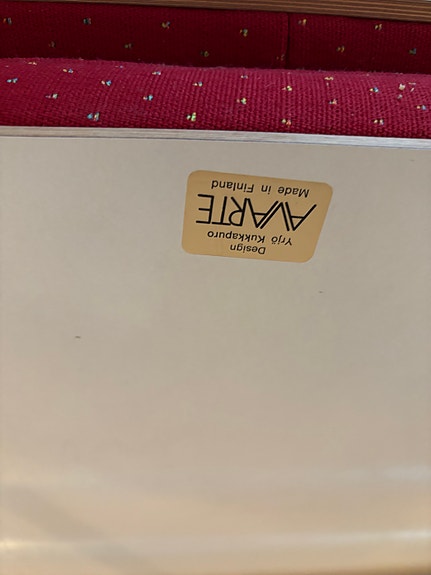 Design
Yrjö Kukkapuro
AVARTE
Made in Finland